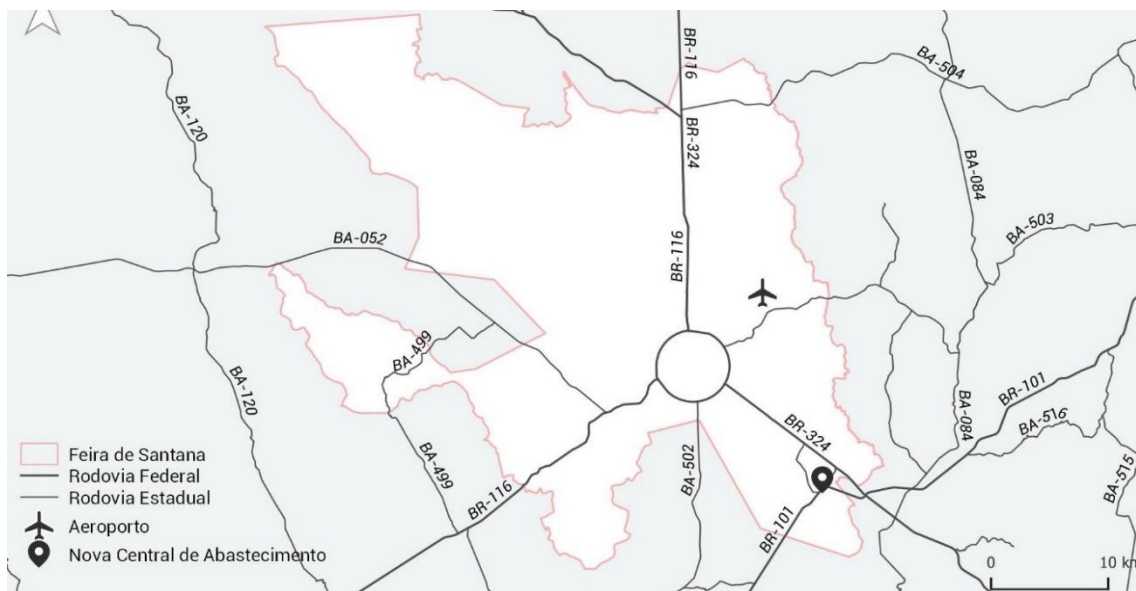 BR-116
BA-504
BA-120
BR-324
BA-084
BA-503
BA-052
BR-116
BA-499
BR-101
BA-120
BA-516
BA-084
BR-324
BA-499
BA-502
BA-515
BR-116
BR-101
Feira de Santana
Rodovia Federal
Rodovia Estadual
Aeroporto
Nova Central de Abastecimento
0 10 km